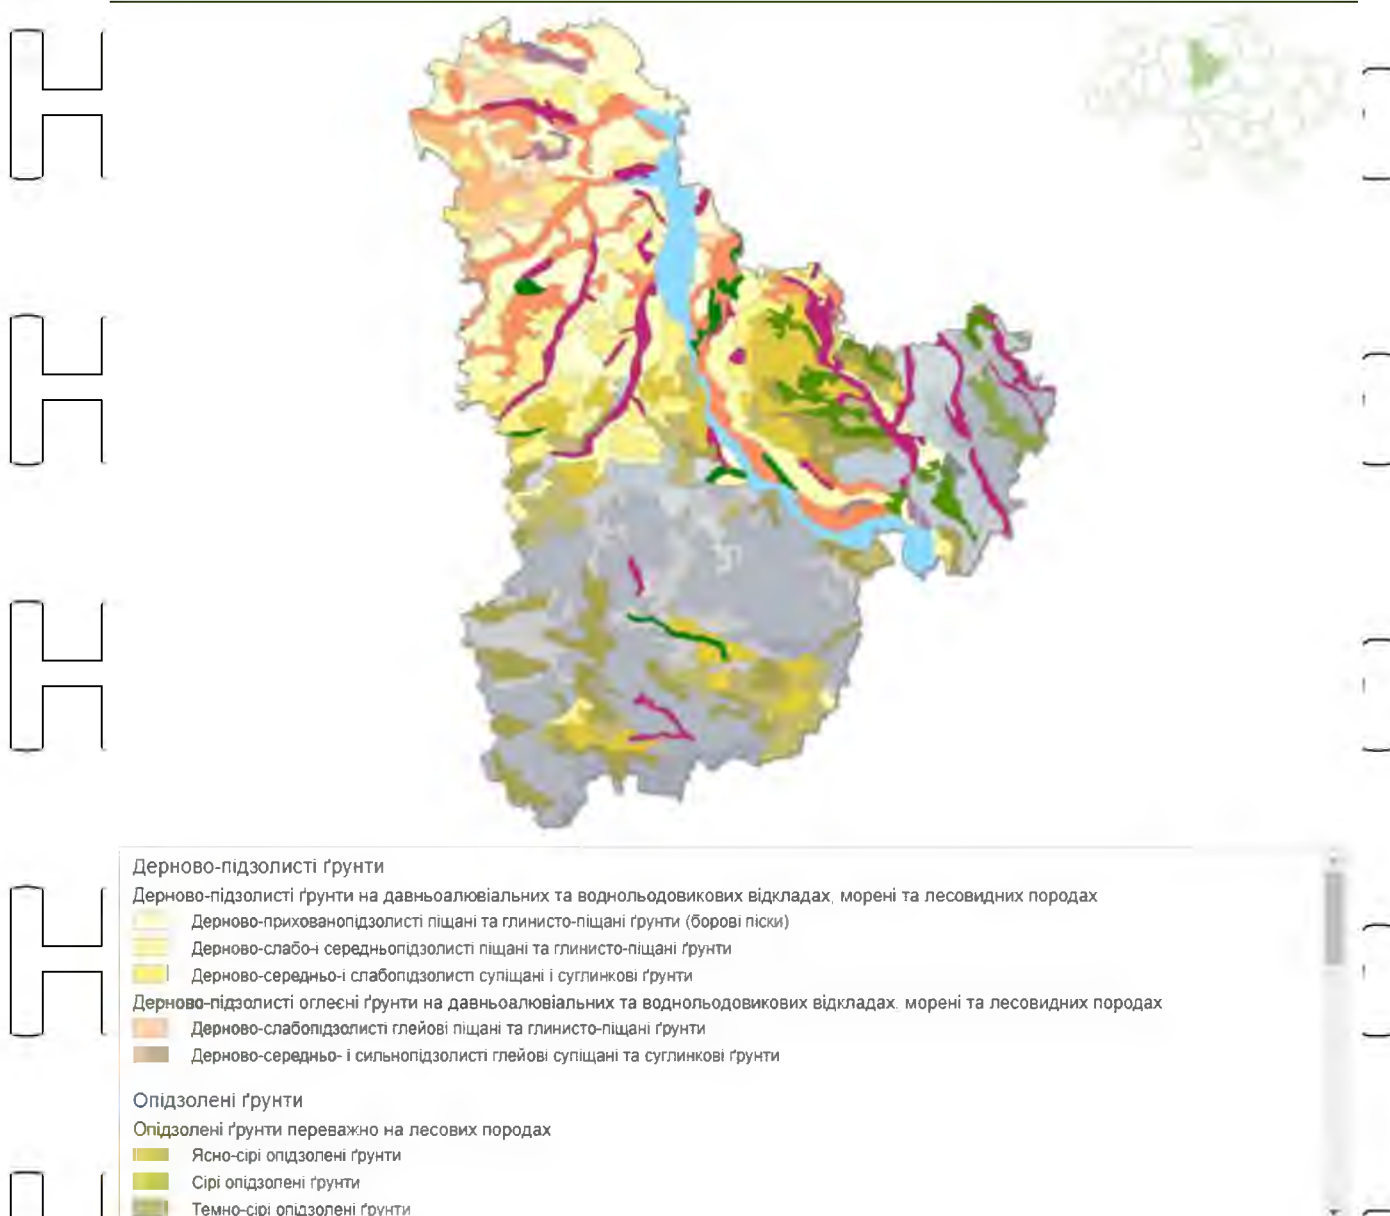 Дерново-підзолисті ґрунти
Дерново-підзолисті ґрунти на давньоалювіальних та воднольодовикових відкладах, морені та лесовидних породах
Дерново-прихованопідзолисті піщані та глинисто-піщані ґрунти (борові піски)
Дерново-слабо-і середньопідзолисті піщані та глинисто-піщані ґрунти
Дерново-середньо-і слабопідзолисті супіщані і суглинкові ґрунти
Дерново-підзолисті оглеєні ґрунти на давньоалювіальних та воднольодовикових відкладах, морені та лесовидних породах
Дерново-слабопідзолисті глейові піщані та глинисто-піщані ґрунти
Дерново-середньо- і сильнопідзолисті глейові супіщані та суглинкові ґрунти
Опідзолені ґрунти
Опідзолені ґрунти переважно на лесових породах
Ясно-сірі опідзолені ґрунти
Сірі опідзолені ґрунти
Темно-сірі опідзолені ґрунти